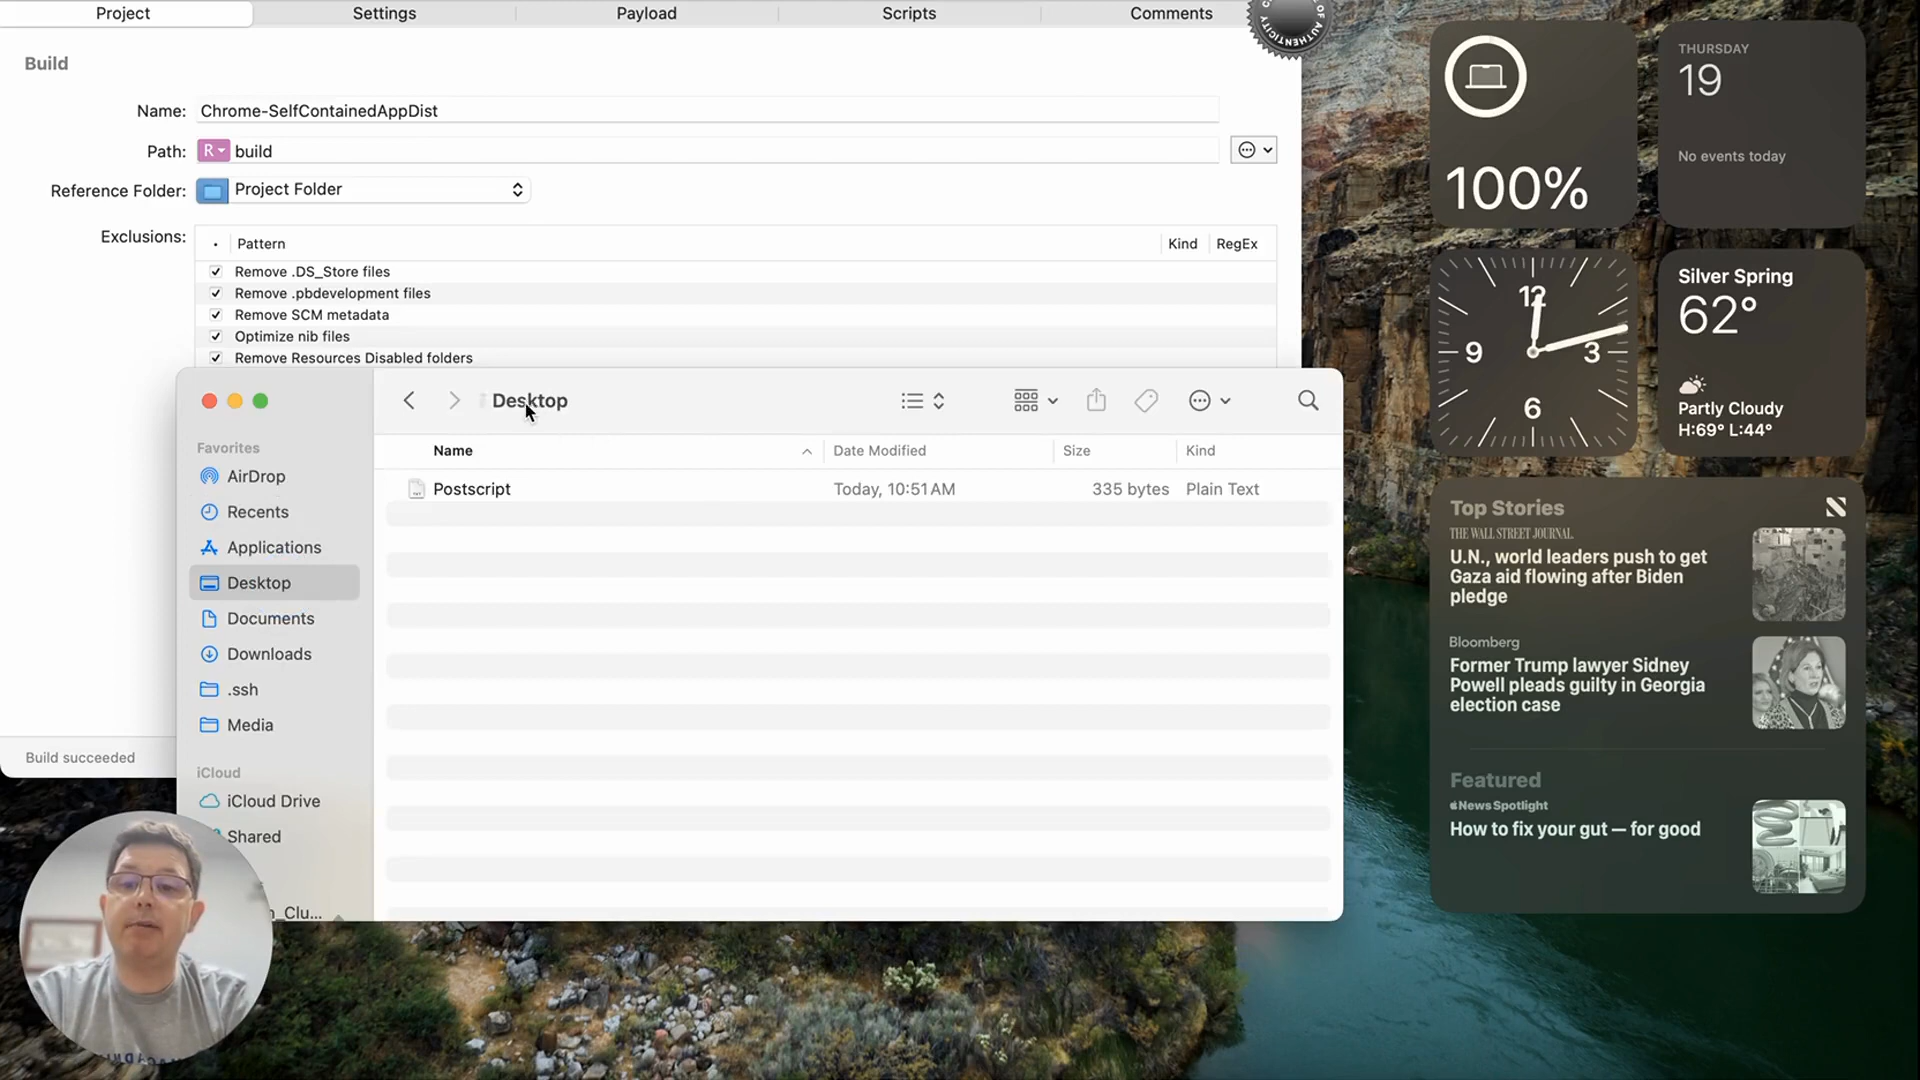 Project
Settings
Payload
Scripts
Comments
OF AUTHENTICITY
Build
Name: Chrome-SelfContainedAppDist
Path: R build
Reference Folder: Project Folder
Exclusions:
Pattern Kind RegEx
Remove .DS_Store files
Remove .pbdevelopment files
Remove SCM metadata
Optimize nib files
Remove Resources Disabled folders
Build succeeded
Desktop
Name Date Modified Size Kind
Postscript Today, 10:51 AM 335 bytes Plain Text
Favorites
AirDrop
Recents
Applications
Desktop
Documents
Downloads
.ssh
Media
iCloud
iCloud Drive
Shared
100%
THURSDAY
19
No events today
12
3
6
9
Silver Spring
62°
Partly Cloudy
H:69° L:44°
Top Stories
THE WALL STREET JOURNAL.
U.N., world leaders push to get
Gaza aid flowing after Biden
pledge
Bloomberg
Former Trump lawyer Sidney
Powell pleads guilty in Georgia
election case
Featured
News Spotlight
How to fix your gut — for good